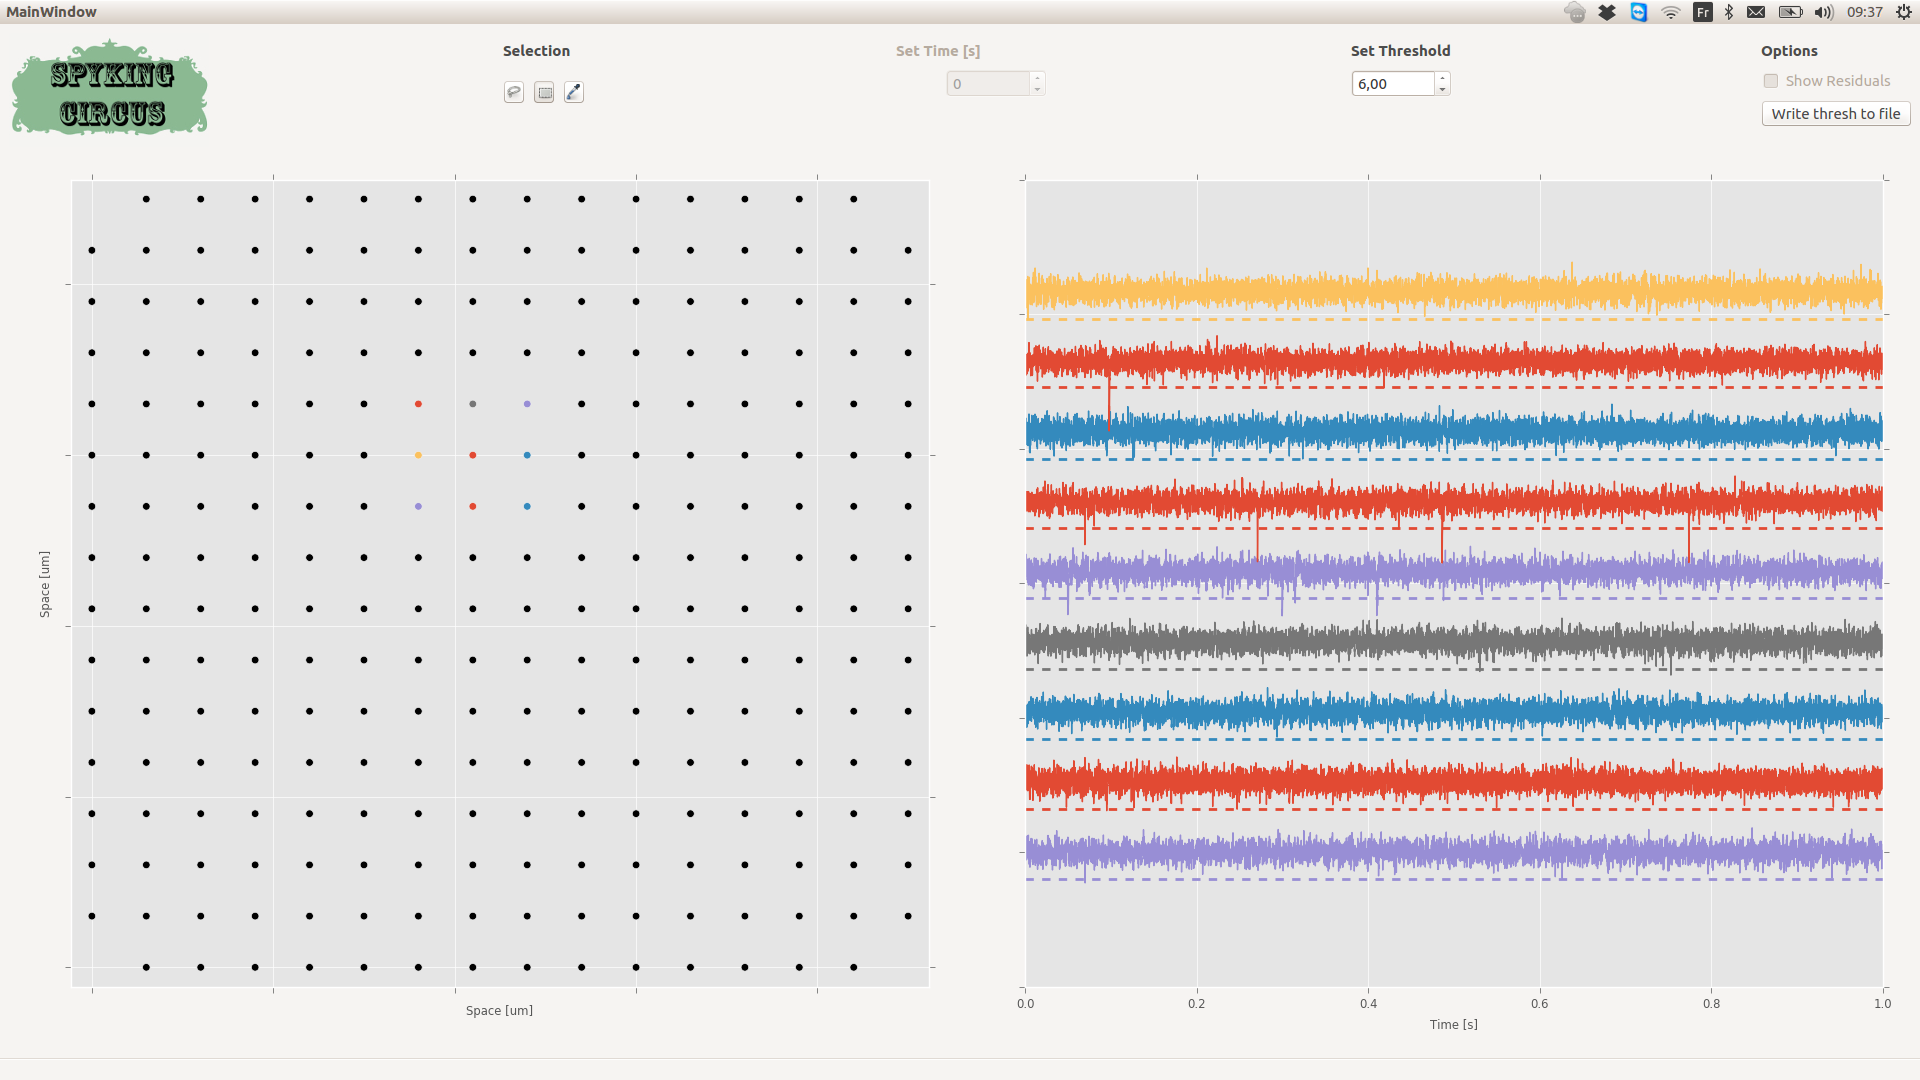 MainWindow
Fr
09:37
SPYKING
CIRCUS
Selection
Set Time [s]
0
Set Threshold
6,00
Options
Show Residuals
Write thresh to file
Space [um]
Space [um]
0.0 0.2 0.4 0.6 0.8 1.0
Time [s]